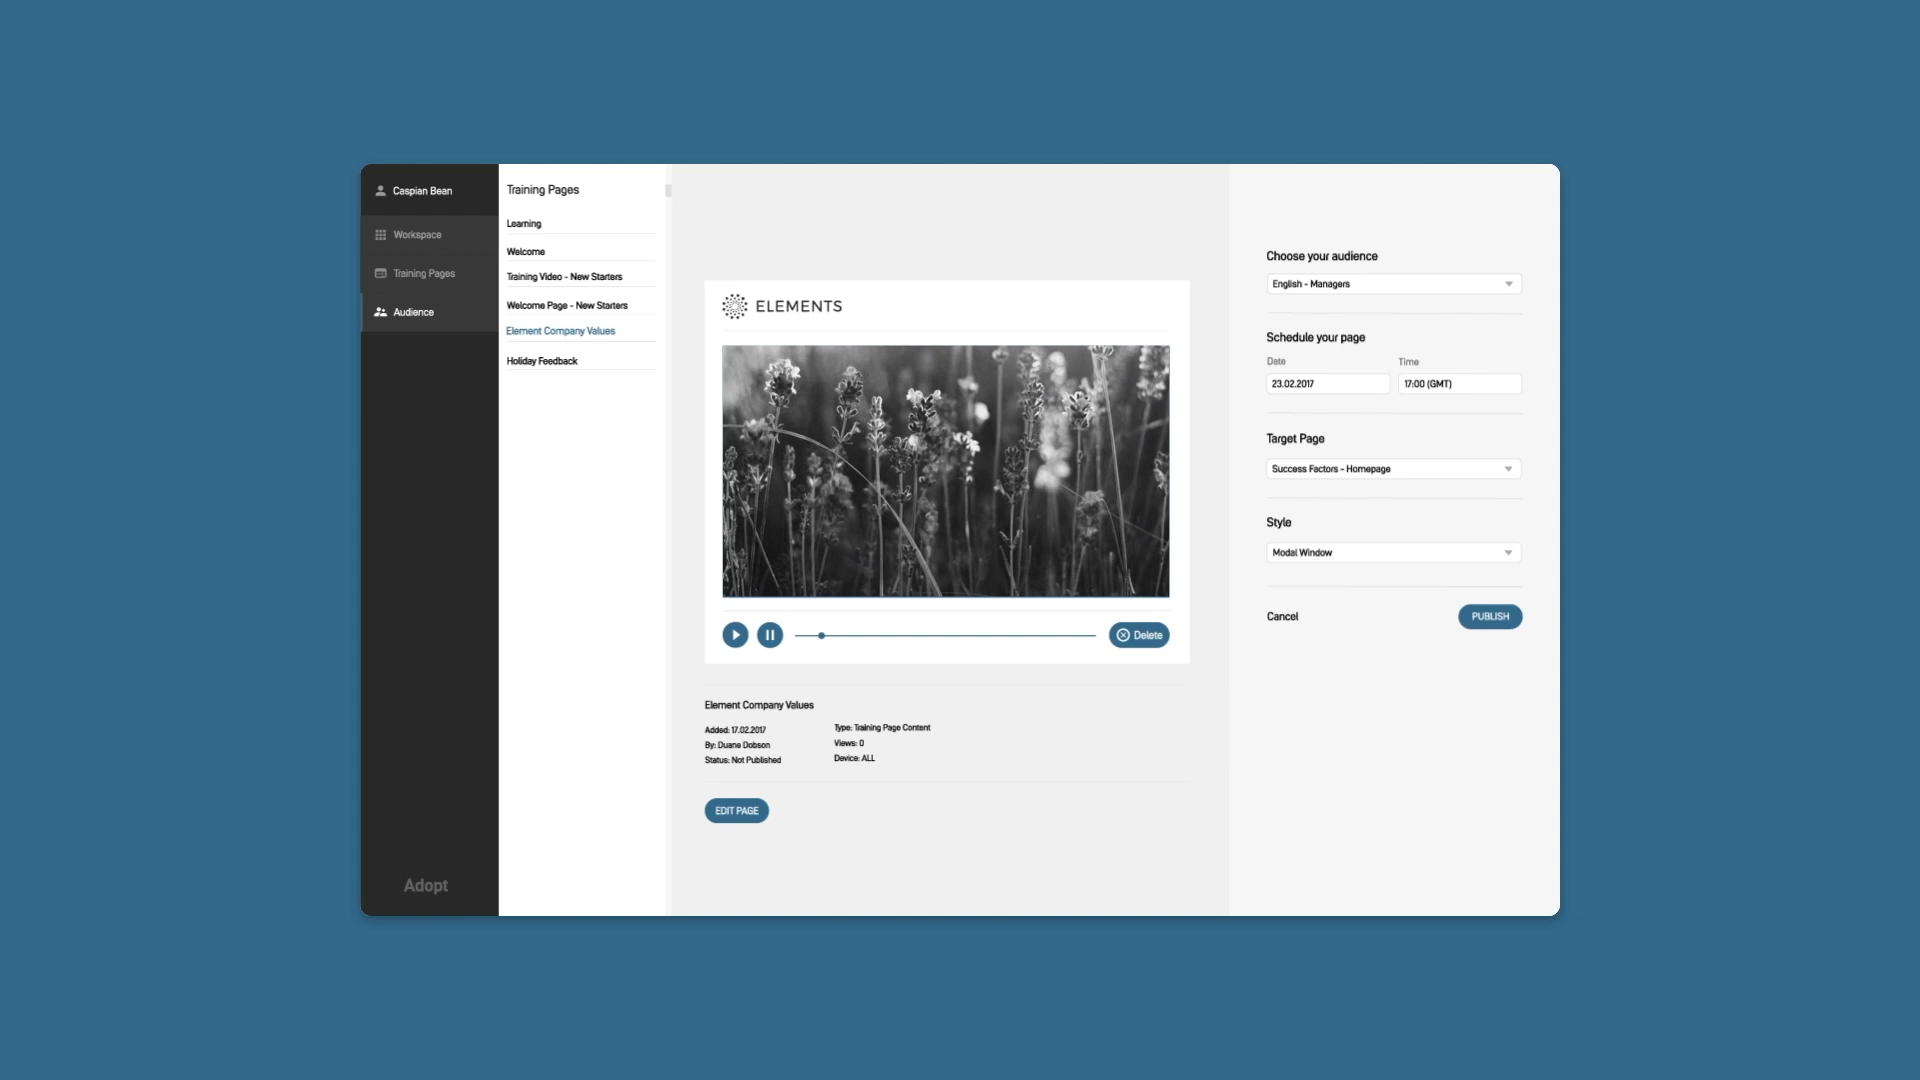 Caspian Bean
Workspace
Training Pages
Audience
Adopt
Training Pages
Learning
Welcome
Training Video - New Starters
Welcome Page - New Starters
Element Company Values
Holiday Feedback
ELEMENTS
Delete
Element Company Values
Added: 17.02.2017
By: Duane Dobson
Status: Not Published
Type: Training Page Content
Views: 0
Device: ALL
EDIT PAGE
Choose your audience
English - Managers
Schedule your page
Date
Time
23.02.2017
17:00 (GMT)
Target Page
Success Factors - Homepage
Style
Modal Window
Cancel
PUBLISH